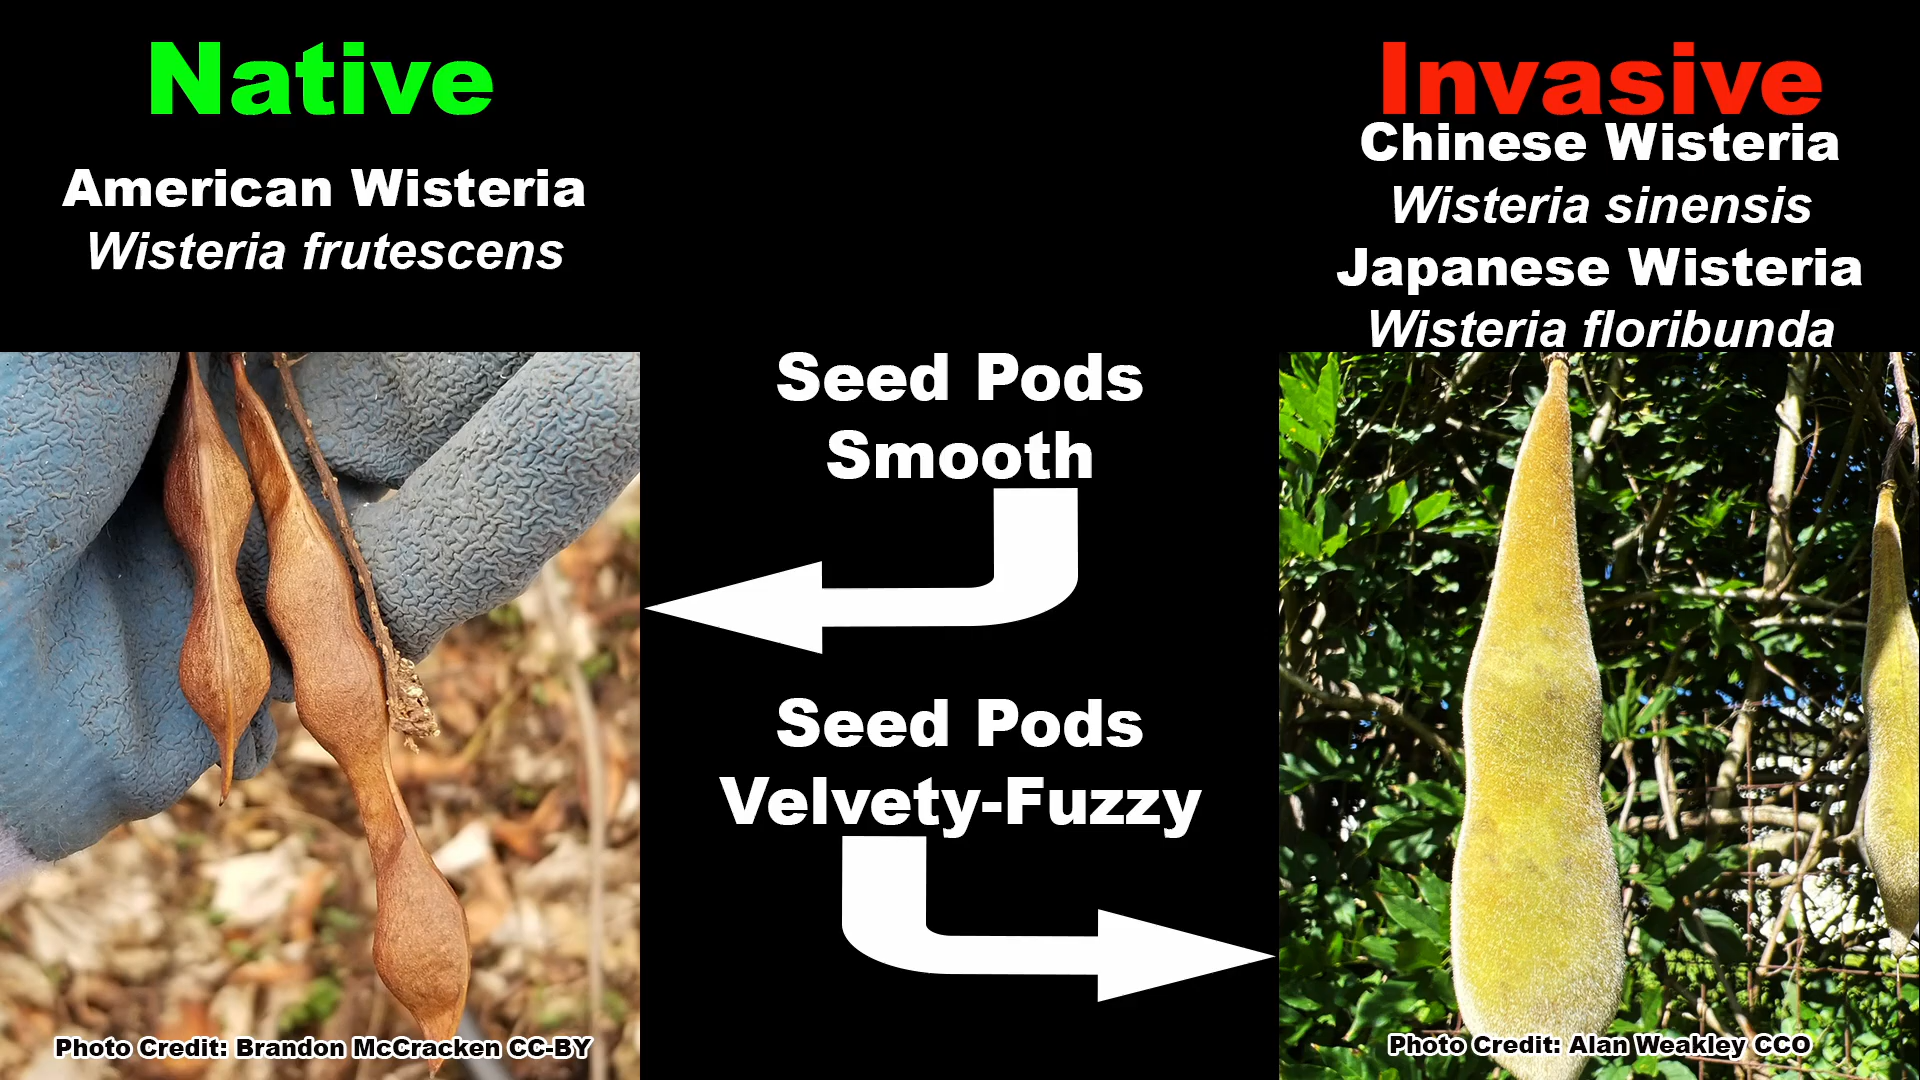 Native
American Wisteria
Wisteria frutescens
Invasive
Chinese Wisteria
Wisteria sinensis
Japanese Wisteria
Wisteria floribunda
Seed Pods
Smooth
Seed Pods
Velvety-Fuzzy
Photo Credit: Brandon McCracken CC-BY
Photo Credit: Alan Weakley CCO